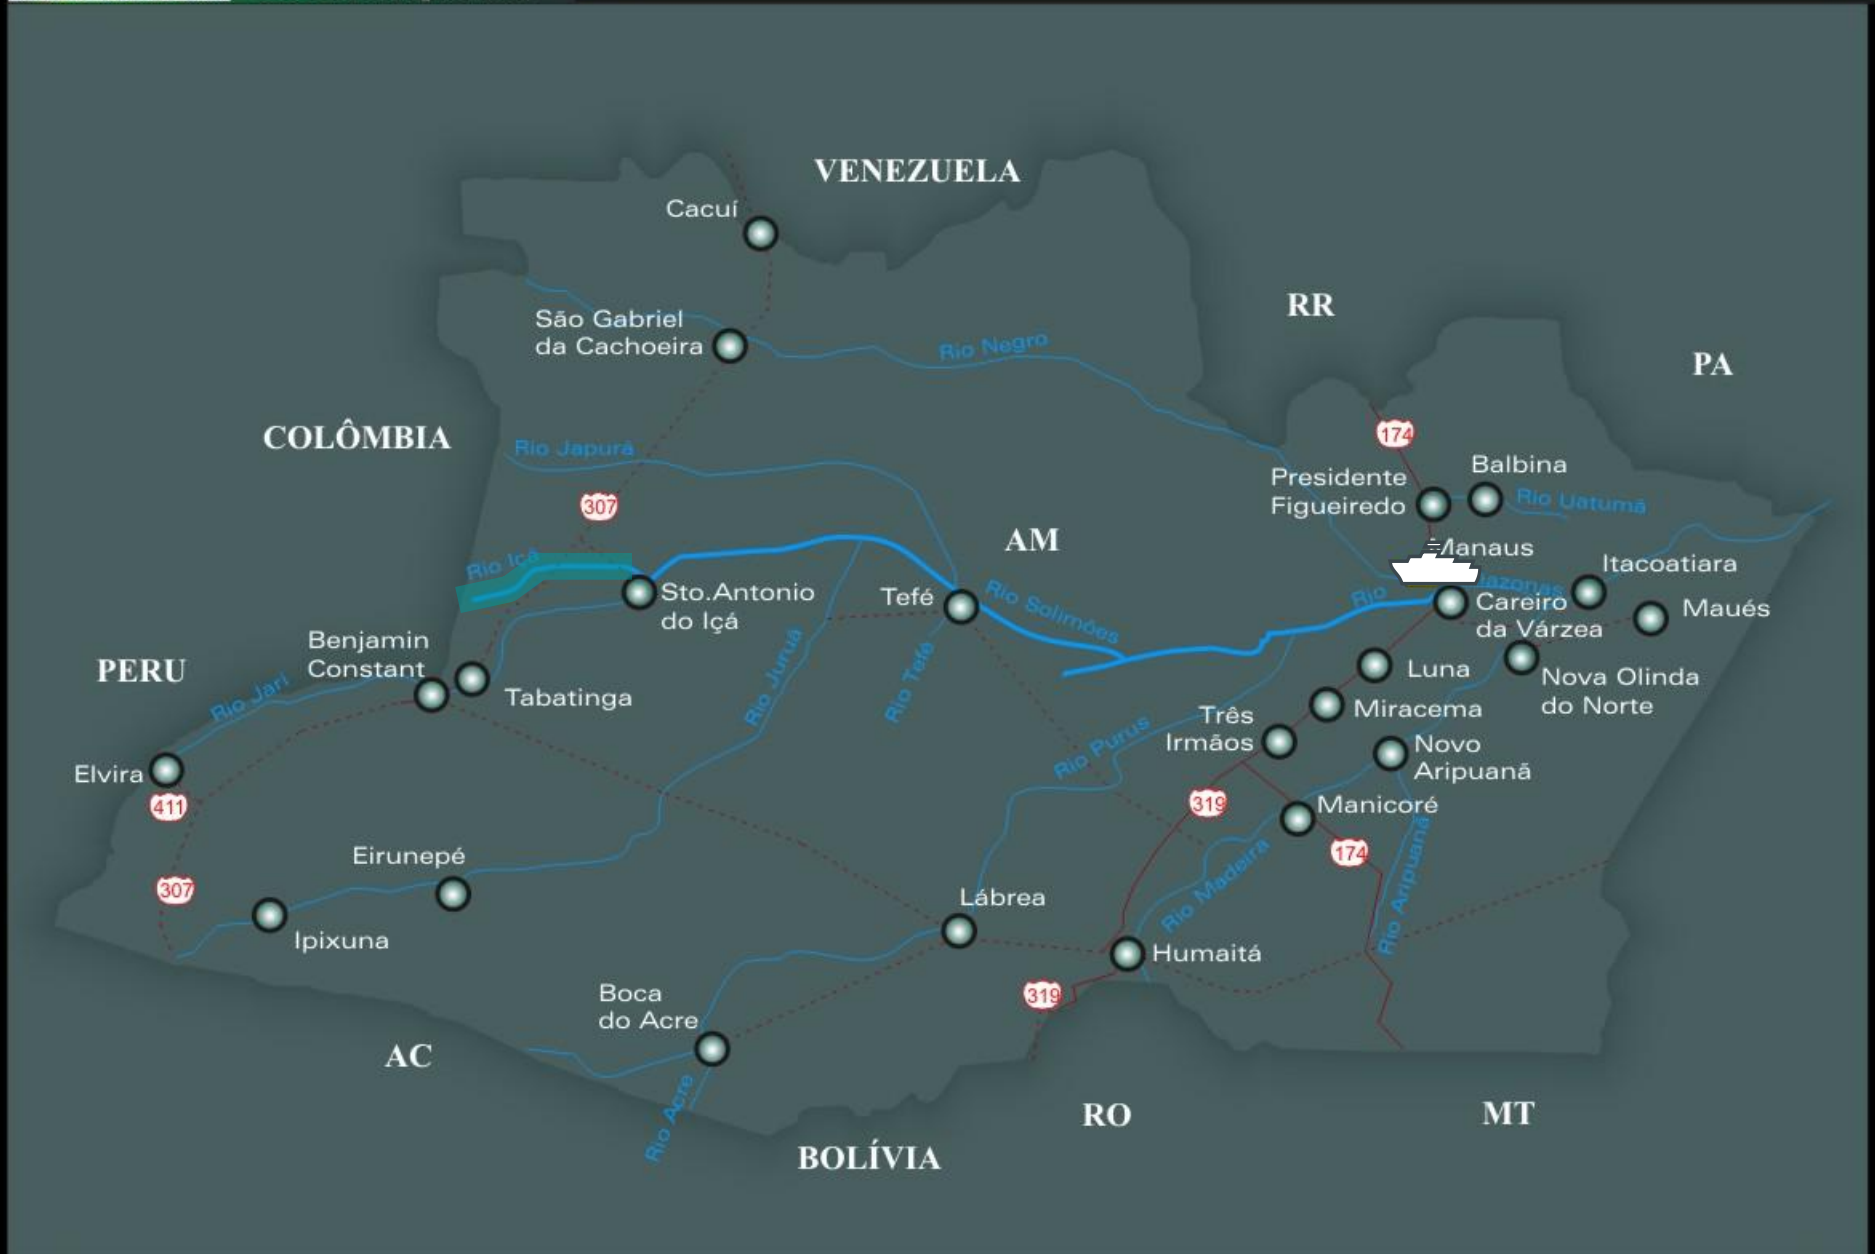 VENEZUELA
Cacuí
São Gabriel
da Cachoeira
Rio Negro
RR
PA
COLÔMBIA
Rio Japurá
174
Balbina
Presidente
Figueiredo
Rio Uatumã
307
AM
Manaus
Itacoatiara
Rio Içá
Sto.Antonio
do Içá
Tefé
Rio Solimões
Rio
Careiro
da Várzea
Maués
Benjamin
Constant
PERU
Rio Jari
Tabatinga
Rio Juruá
Rio Tefé
Luna
Nova Olinda
do Norte
Miracema
Três
Irmãos
Rio Purus
Novo
Aripuanã
Elvira
411
319
Manicoré
174
Eirunepé
Rio Madeira
Rio Aripuanã
307
Ipixuna
Lábrea
Humaitá
Boca
do Acre
319
AC
Rio Acre
RO
MT
BOLÍVIA